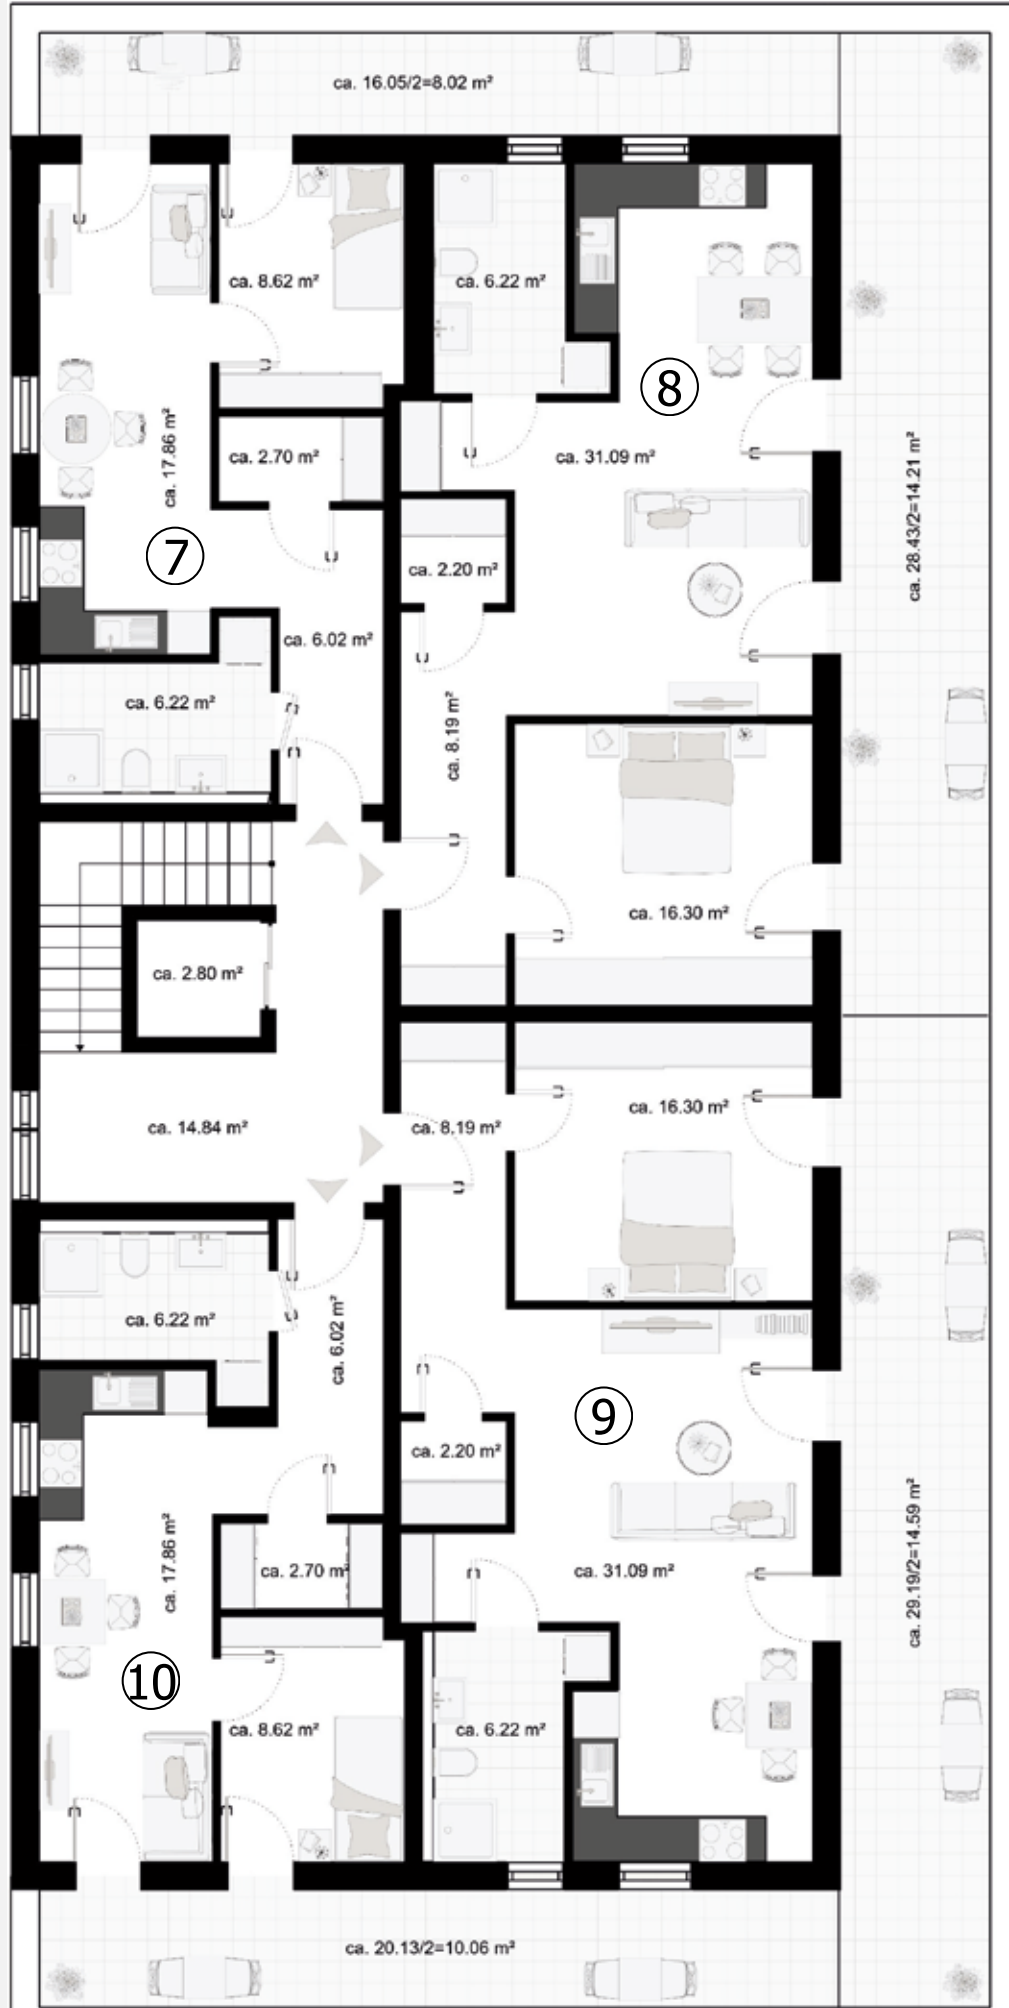 ca. 16.05/2=8.02 m²
ca. 8.62 m²
ca. 6.22 m²
8
ca. 17.86 m²
ca. 2.70 m²
ca. 31.09 m²
ca. 28.43/2=14.21 m²
7
ca. 2.20 m²
ca. 6.02 m²
ca. 6.22 m²
ca. 8.19 m²
ca. 16.30 m²
ca. 2.80 m²
ca. 14.84 m²
ca. 8.19 m²
ca. 16.30 m²
ca. 6.22 m²
ca. 6.02 m²
9
ca. 2.20 m²
ca. 17.86 m²
ca. 2.70 m²
ca. 31.09 m²
ca. 29.19/2=14.59 m²
10
ca. 8.62 m²
ca. 6.22 m²
ca. 20.13/2=10.06 m²